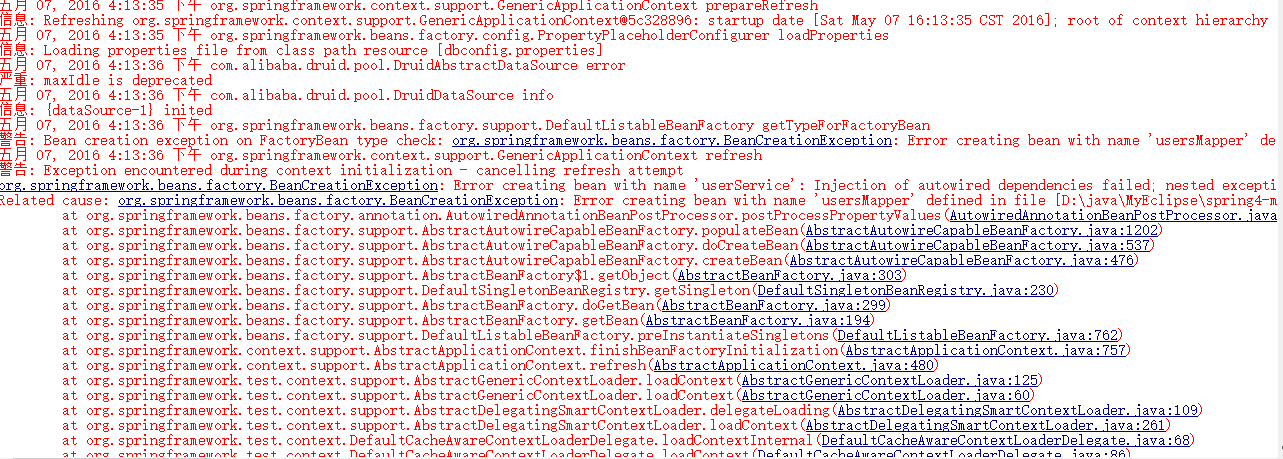 五月 07, 2016 4:13:35 下午 org.springframework.context.support.GenericApplicationContext prepareRefresh
信息: Refreshing org.springframework.context.support.GenericApplicationContext@5c328896: startup date [Sat May 07 16:13:35 CST 2016]; root of context hierarchy
五月 07, 2016 4:13:35 下午 org.springframework.beans.factory.config.PropertyPlaceholderConfigurer loadProperties
信息: Loading properties file from class path resource [dbconfig.properties]
五月 07, 2016 4:13:36 下午 com.alibaba.druid.pool.DruidAbstractDataSource error
严重: maxIdle is deprecated
五月 07, 2016 4:13:36 下午 com.alibaba.druid.pool.DruidDataSource info
信息: {dataSource-1} inited
五月 07, 2016 4:13:36 下午 org.springframework.beans.factory.support.DefaultListableBeanFactory getTypeForFactoryBean
警告: Bean creation exception on FactoryBean type check: org.springframework.beans.factory.BeanCreationException: Error creating bean with name 'usersMapper' de
五月 07, 2016 4:13:36 下午 org.springframework.context.support.GenericApplicationContext refresh
警告: Exception encountered during context initialization - cancelling refresh attempt
org.springframework.beans.factory.BeanCreationException: Error creating bean with name 'userService': Injection of autowired dependencies failed; nested excepti
Related cause: org.springframework.beans.factory.BeanCreationException: Error creating bean with name 'usersMapper' defined in file [D:\java\MyEclipse\spring4-m
at org.springframework.beans.factory.annotation.AutowiredAnnotationBeanPostProcessor.postProcessPropertyValues(AutowiredAnnotationBeanPostProcessor.java
at org.springframework.beans.factory.support.AbstractAutowireCapableBeanFactory.populateBean(AbstractAutowireCapableBeanFactory.java:1202)
at org.springframework.beans.factory.support.AbstractAutowireCapableBeanFactory.doCreateBean(AbstractAutowireCapableBeanFactory.java:537)
at org.springframework.beans.factory.support.AbstractAutowireCapableBeanFactory.createBean(AbstractAutowireCapableBeanFactory.java:476)
at org.springframework.beans.factory.support.AbstractBeanFactory$1.getObject(AbstractBeanFactory.java:303)
at org.springframework.beans.factory.support.DefaultSingletonBeanRegistry.getSingleton(DefaultSingletonBeanRegistry.java:230)
at org.springframework.beans.factory.support.AbstractBeanFactory.doGetBean(AbstractBeanFactory.java:299)
at org.springframework.beans.factory.support.AbstractBeanFactory.getBean(AbstractBeanFactory.java:194)
at org.springframework.beans.factory.support.DefaultListableBeanFactory.preInstantiateSingletons(DefaultListableBeanFactory.java:762)
at org.springframework.context.support.AbstractApplicationContext.finishBeanFactoryInitialization(AbstractApplicationContext.java:757)
at org.springframework.context.support.AbstractApplicationContext.refresh(AbstractApplicationContext.java:480)
at org.springframework.test.context.support.AbstractGenericContextLoader.loadContext(AbstractGenericContextLoader.java:125)
at org.springframework.test.context.support.AbstractGenericContextLoader.loadContext(AbstractGenericContextLoader.java:60)
at org.springframework.test.context.support.AbstractDelegatingSmartContextLoader.delegateLoading(AbstractDelegatingSmartContextLoader.java:109)
at org.springframework.test.context.support.AbstractDelegatingSmartContextLoader.loadContext(AbstractDelegatingSmartContextLoader.java:261)
at org.springframework.test.context.DefaultCacheAwareContextLoaderDelegate.loadContextInternal(DefaultCacheAwareContextLoaderDelegate.java:68)
at org.springframework.test.context.DefaultCacheAwareContextLoaderDelegate.loadContext(DefaultCacheAwareContextLoaderDelegate.java:86)